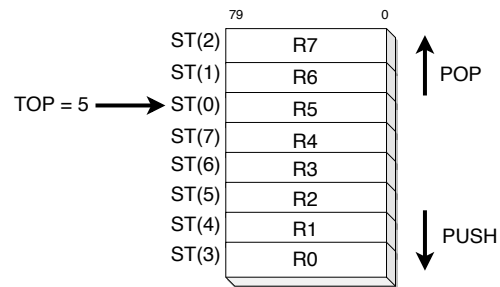 79 0
ST(2) R7
ST(1) R6 POP
TOP = 5 ST(0) R5
ST(7) R4
ST(6) R3
ST(5) R2
ST(4) R1 PUSH
ST(3) R0